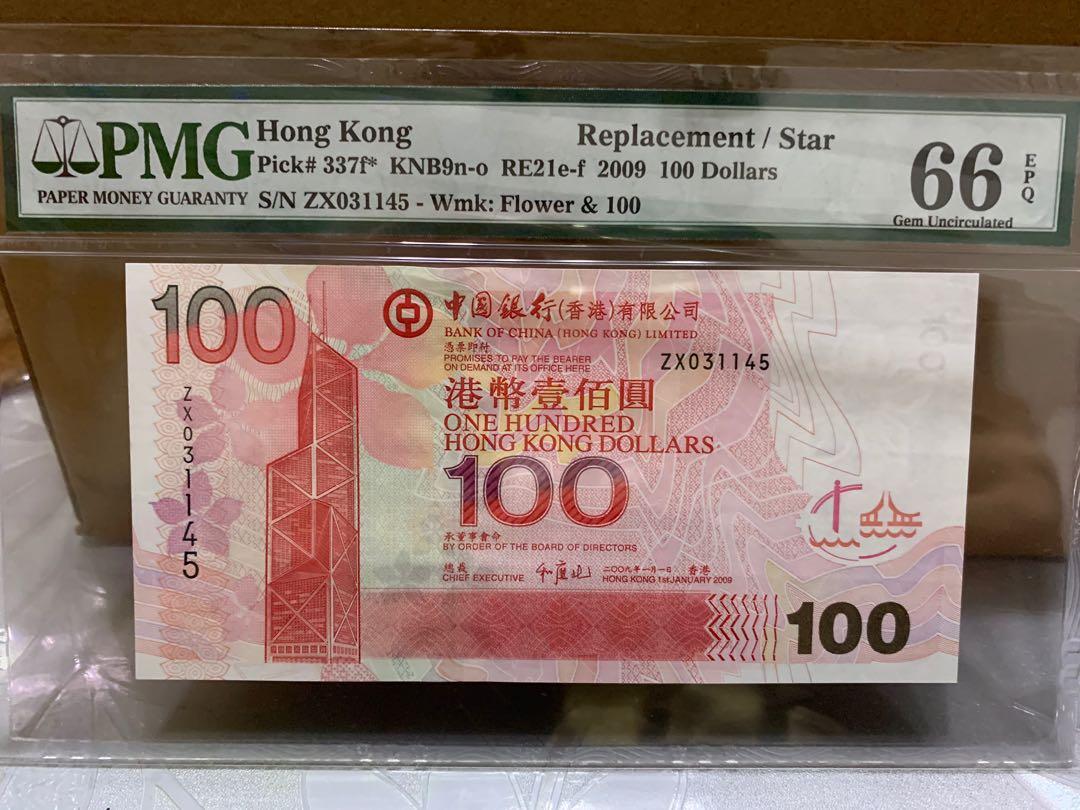 PMG
PAPER MONEY GUARANTY
Hong Kong Replacement / Star
Pick# 337f* KNB9n-o RE21e-f 2009 100 Dollars
S/N ZX031145 - Wmk: Flower & 100
66 EPQ
Gem Uncirculated
100
中国银行(香港)有限公司
BANK OF CHINA (HONG KONG) LIMITED
憑票即付
PROMISES TO PAY THE BEARER
ON DEMAND AT ITS OFFICE HERE
ZX031145
港幣壹佰圓
ONE HUNDRED
HONG KONG DOLLARS
100
ZX031145
承董事會命
BY ORDER OF THE BOARD OF DIRECTORS
總裁
CHIEF EXECUTIVE
二〇〇九年一月一日 香港
HONG KONG 1st JANUARY 2009
100